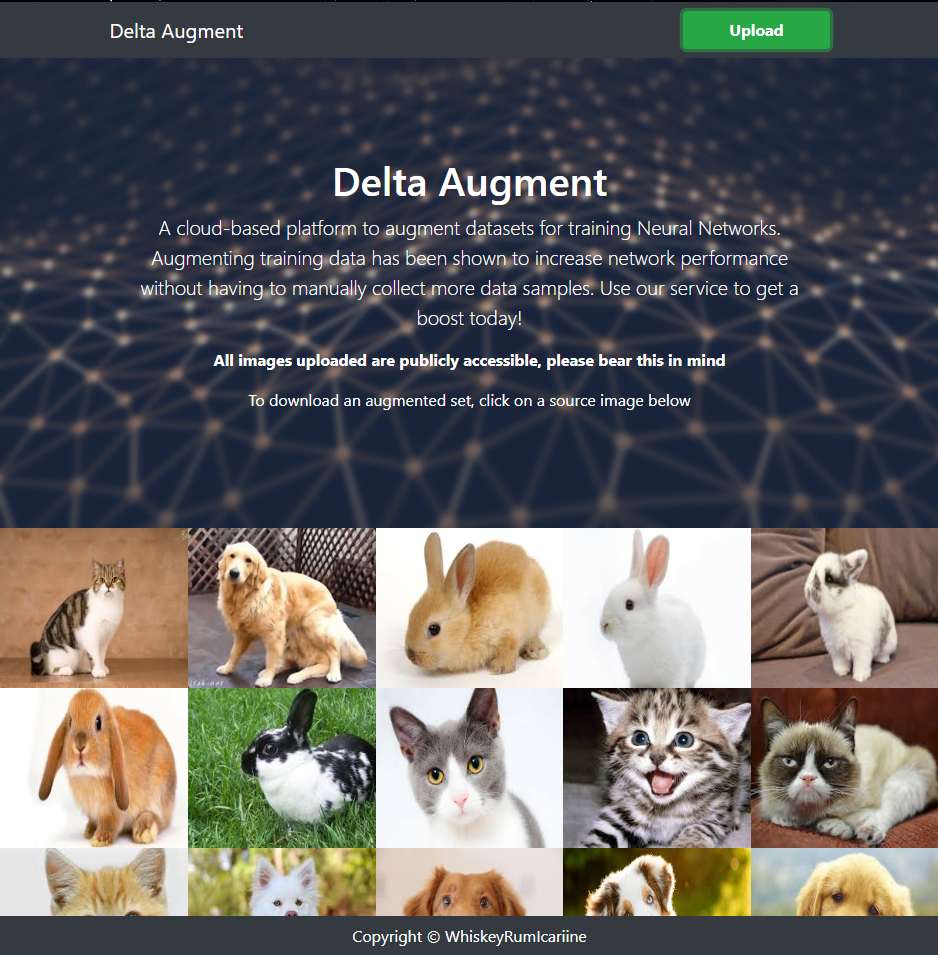 Delta Augment
Upload
Delta Augment
A cloud-based platform to augment datasets for training Neural Networks.
Augmenting training data has been shown to increase network performance
without having to manually collect more data samples. Use our service to get a
boost today!
All images uploaded are publicly accessible, please bear this in mind
To download an augmented set, click on a source image below
Copyright © WhiskeyRumIcariine